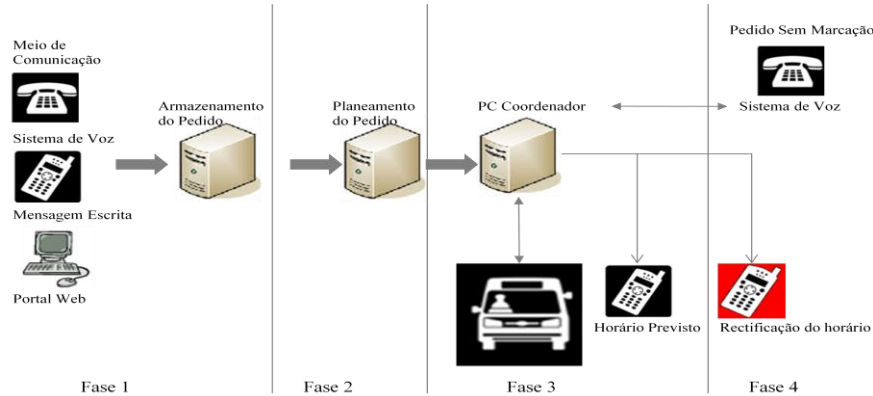 Meio de
Comunicação
Sistema de Voz
Mensagem Escrita
Portal Web
Armazenamento
do Pedido
Planeamento
do Pedido
PC Coordenador
Horário Previsto
Pedido Sem Marcação
Sistema de Voz
Rectificação do horário
Fase 1
Fase 2
Fase 3
Fase 4